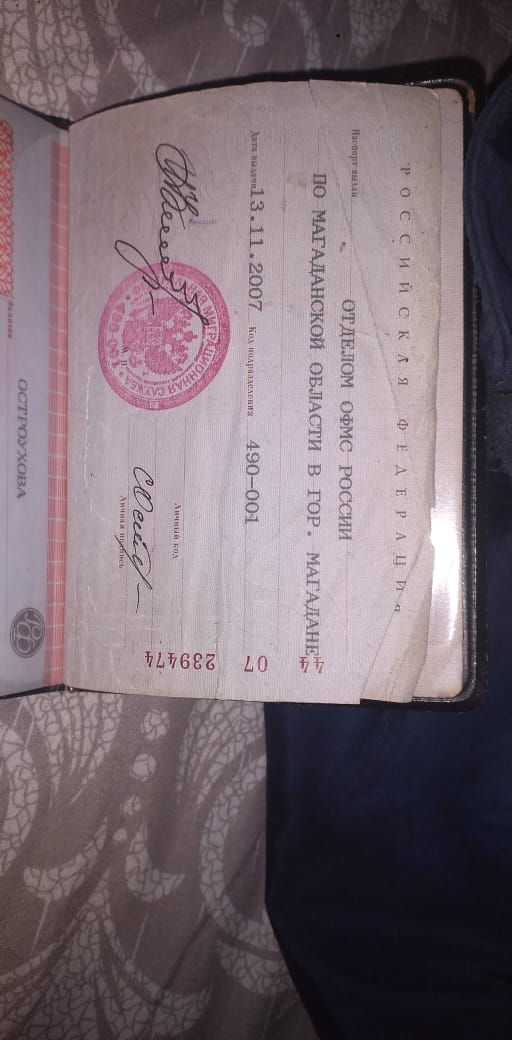 РОССИЙСКАЯ ФЕДЕРАЦИЯ
Паспорт выдан
ОТДЕЛОМ ОФМС РОССИИ
ПО МАГАДАНСКОЙ ОБЛАСТИ В ГОР. МАГАДАНЕ
Дата выдачи 13.11.2007 Код подразделения 490-001
Личный код
Личная подпись
44 07 239474
Фамилия
ОСТРОУХОВА